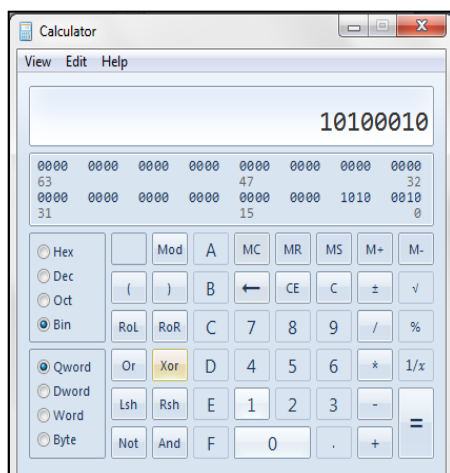 Calculator
View Edit Help
10100010
0000 0000 0000 0000 0000 0000 0000 0000
63 47 32
0000 0000 0000 0000 0000 0000 1010 0010
31 15 0
Hex Mod A MC MR MS M+ M-
Dec
Oct ( ) B ← CE C ± √
Bin RoL RoR C 7 8 9 / %
Qword Or Xor D 4 5 6 * 1/x
Dword
Word Lsh Rsh E 1 2 3 - =
Byte Not And F 0 . +